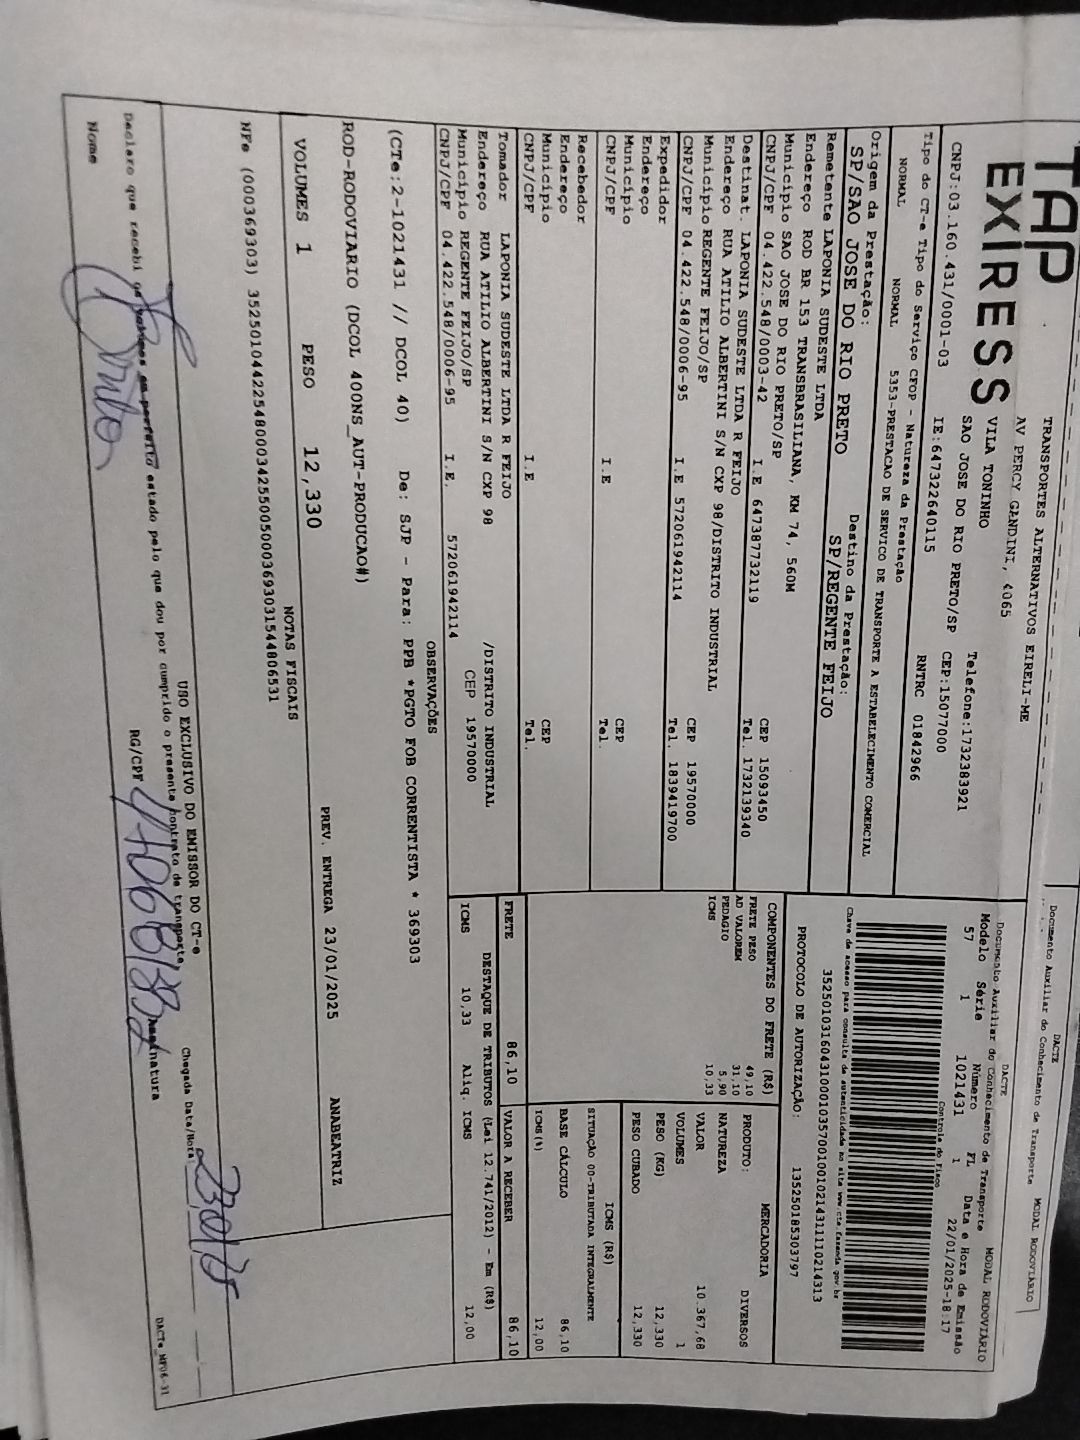 DACTE
Documento Auxiliar do Conhecimento de Transporte MODAL RODOVIARIO
TAP
EXIRESS
TRANSPORTES ALTERNATIVOS EIRELI-ME
AV PERCY GANDINI, 4065
VILA TONINHO
SAO JOSE DO RIO PRETO/SP
Telefone:1732383921
CEP:15077000
CNPJ:03.160.431/0001-03
IE:647322640115
RNTRC 01842966
DACTE
Documento Auxiliar do Conhecimento de Transporte MODAL RODOVIÁRIO
Modelo Série Número FL Data e Hora de Emissão
57 1 1021431 1 22/01/2025-18:17
Controle do Fisco
Tipo do CT-e Tipo do Serviço CFOP - Natureza da Prestação
NORMAL NORMAL 5353-PRESTACAO DE SERVICO DE TRANSPORTE A ESTABELECIMENTO COMERCIAL
Chave de acesso para consulta de autenticidade no site www.cte.fazenda.gov.br
PROTOCOLO DE AUTORIZAÇÃO: 135250185303797
Origem da Prestação: Destino da Prestação:
SP/SAO JOSE DO RIO PRETO SP/REGENTE FEIJO
Remetente LAPONIA SUDESTE LTDA
Endereço ROD BR 153 TRANSBRASILIANA, KM 74, 560M
Município SAO JOSE DO RIO PRETO/SP CEP 15093450
CNPJ/CPF 04.422.548/0003-42 I.E 647387732119 Tel. 1732139340
Destinat. LAPONIA SUDESTE LTDA R FEIJO
Endereço RUA ATILIO ALBERTINI S/N CXP 98/DISTRITO INDUSTRIAL
Município REGENTE FEIJO/SP CEP 19570000
CNPJ/CPF 04.422.548/0006-95 I.E 572061942114 Tel. 1839419700
Expedidor
Endereço
Município CEP
CNPJ/CPF I.E Tel.
Recebedor
Endereço
Município CEP
CNPJ/CPF I.E Tel.
Tomador LAPONIA SUDESTE LTDA R FEIJO
Endereço RUA ATILIO ALBERTINI S/N CXP 98 /DISTRITO INDUSTRIAL
Município REGENTE FEIJO/SP CEP 19570000
CNPJ/CPF 04.422.548/0006-95 I.E. 572061942114
COMPONENTES DO FRETE (R$)
FRETE PESO 49,10
AD VALOREM 31,10
PEDAGIO 5,90
ICMS 10,33
MERCADORIA
PRODUTO: DIVERSOS
NATUREZA
VALOR 10.367,68
VOLUMES 1
PESO (KG) 12,330
PESO CUBADO 12,330
ICMS (R$)
SITUAÇÃO 00-TRIBUTADA INTEGRALMENTE
BASE CÁLCULO 86,10
ICMS(%) 12,00
FRETE 86,10 VALOR A RECEBER 86,10
DESTAQUE DE TRIBUTOS (Lei 12.741/2012) - Em (R$)
ICMS 10,33 Aliq. ICMS 12,00
OBSERVAÇÕES
(CTe:2-1021431 // DCOL 40) De: SJP - Para: PPB *PGTO FOB CORRENTISTA * 369303
ROD-RODOVIARIO (DCOL 400NS_AUT-PRODUCAO#)
VOLUMES 1 PESO 12,330 PREV. ENTREGA 23/01/2025 ANABEATRIZ
NOTAS FISCAIS
USO EXCLUSIVO DO EMISSOR DO CT-e
Declaro que recebi os volumes em perfeito estado pelo que dou por cumprido o presente contrato de transporte
Chegada Data/Hora
Nome RG/CPF Assinatura
DACTe_MF06-31